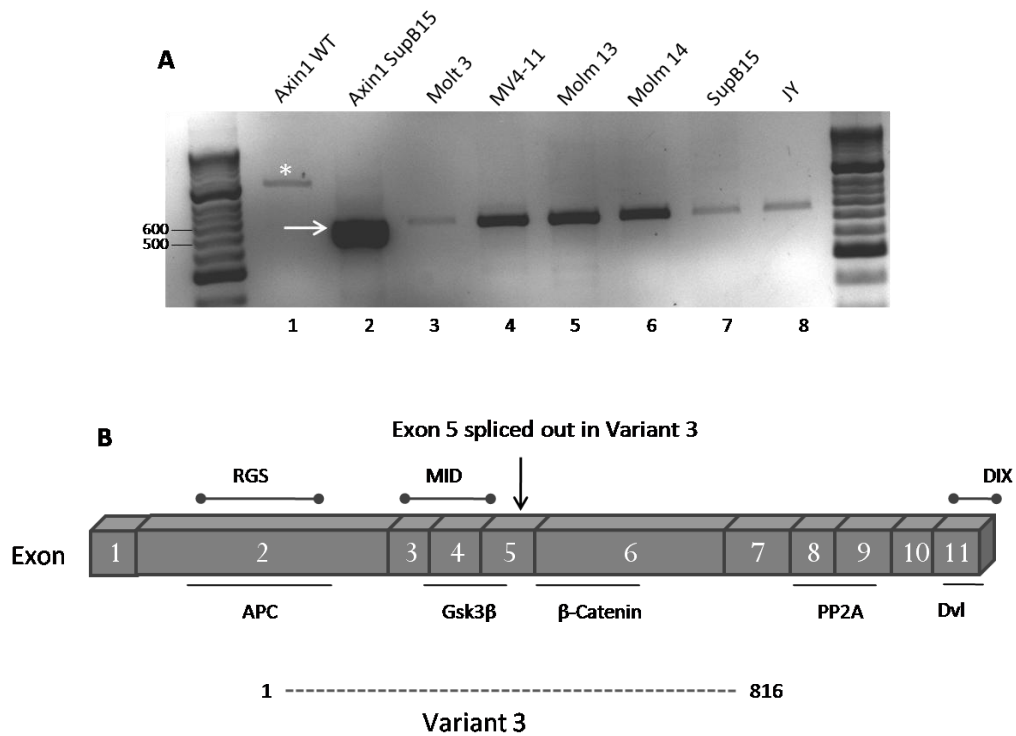 A
Axin1 WT
Axin1 SupB15
Molt 3
MV4-11
Molm 13
Molm 14
SupB15
JY
*
600
500
1 2 3 4 5 6 7 8
B
Exon 5 spliced out in Variant 3
RGS MID DIX
Exon 1 2 3 4 5 6 7 8 9 10 11
APC Gsk3β β-Catenin PP2A Dvl
1 816
Variant 3